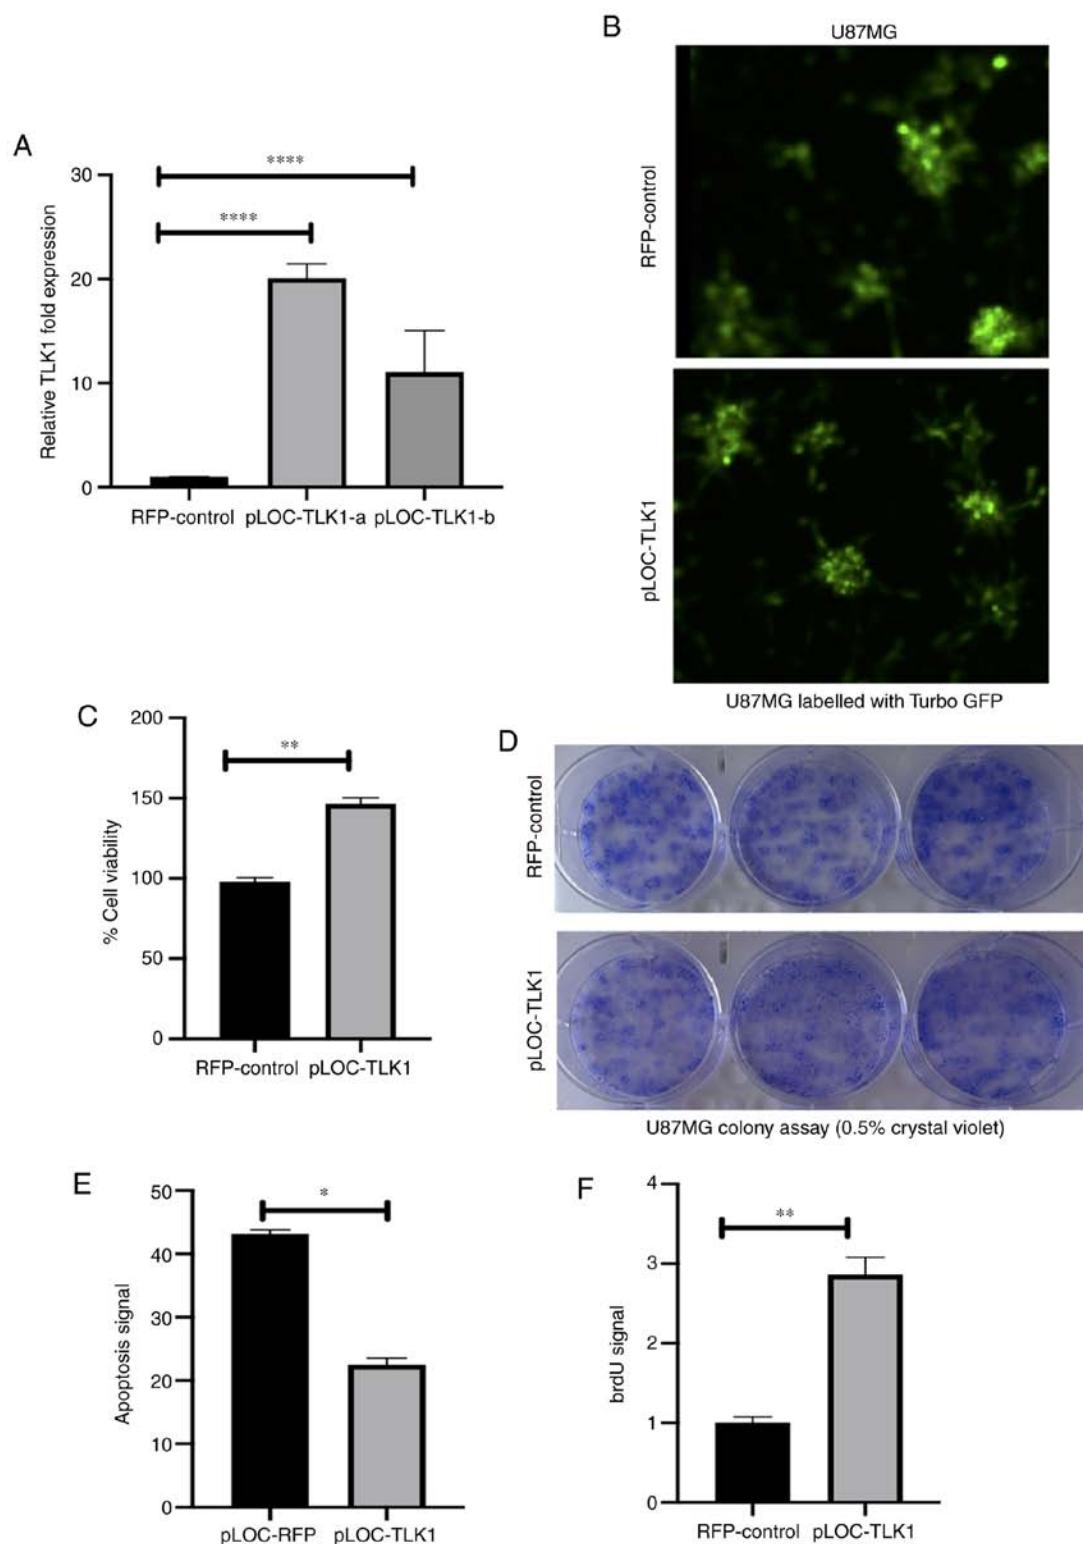 A
30
20
10
0
Relative TLK1 fold expression
****
****
RFP-control pLOC-TLK1-a pLOC-TLK1-b
B
U87MG
RFP-control
pLOC-TLK1
U87MG labelled with Turbo GFP
C
200
150
100
50
0
% Cell viability
**
RFP-control pLOC-TLK1
D
RFP-control
pLOC-TLK1
U87MG colony assay (0.5% crystal violet)
E
50
40
30
20
10
0
Apoptosis signal
*
pLOC-RFP pLOC-TLK1
F
4
3
2
1
0
brdU signal
**
RFP-control pLOC-TLK1